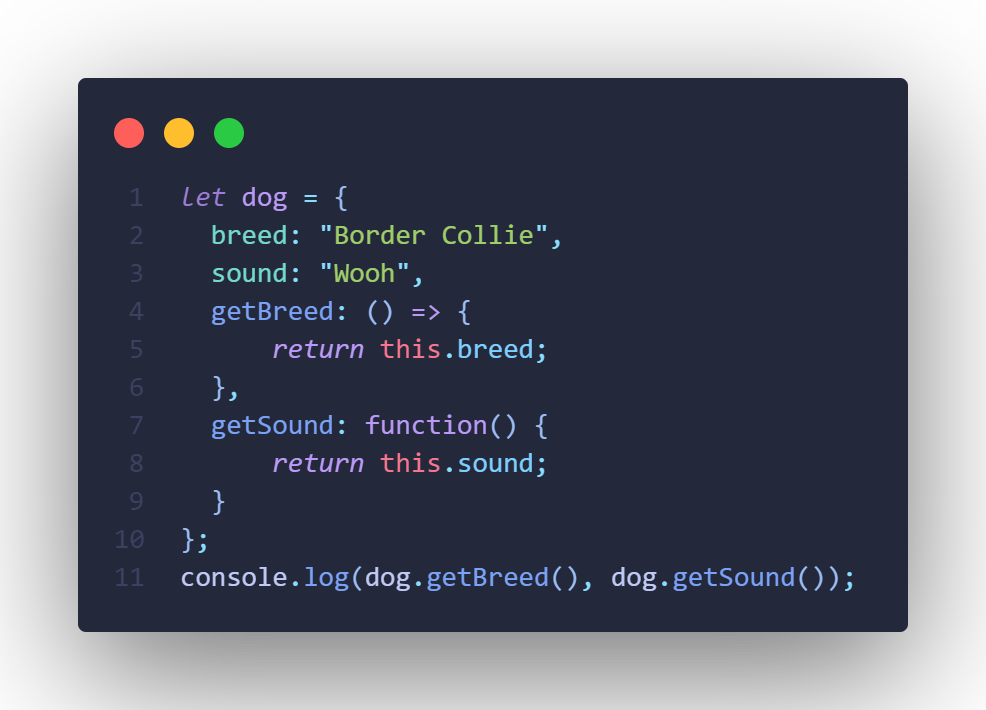 1 let dog = {
2   breed: "Border Collie",
3   sound: "Wooh",
4   getBreed: () => {
5       return this.breed;
6   },
7   getSound: function() {
8       return this.sound;
9   }
10 };
11 console.log(dog.getBreed(), dog.getSound());